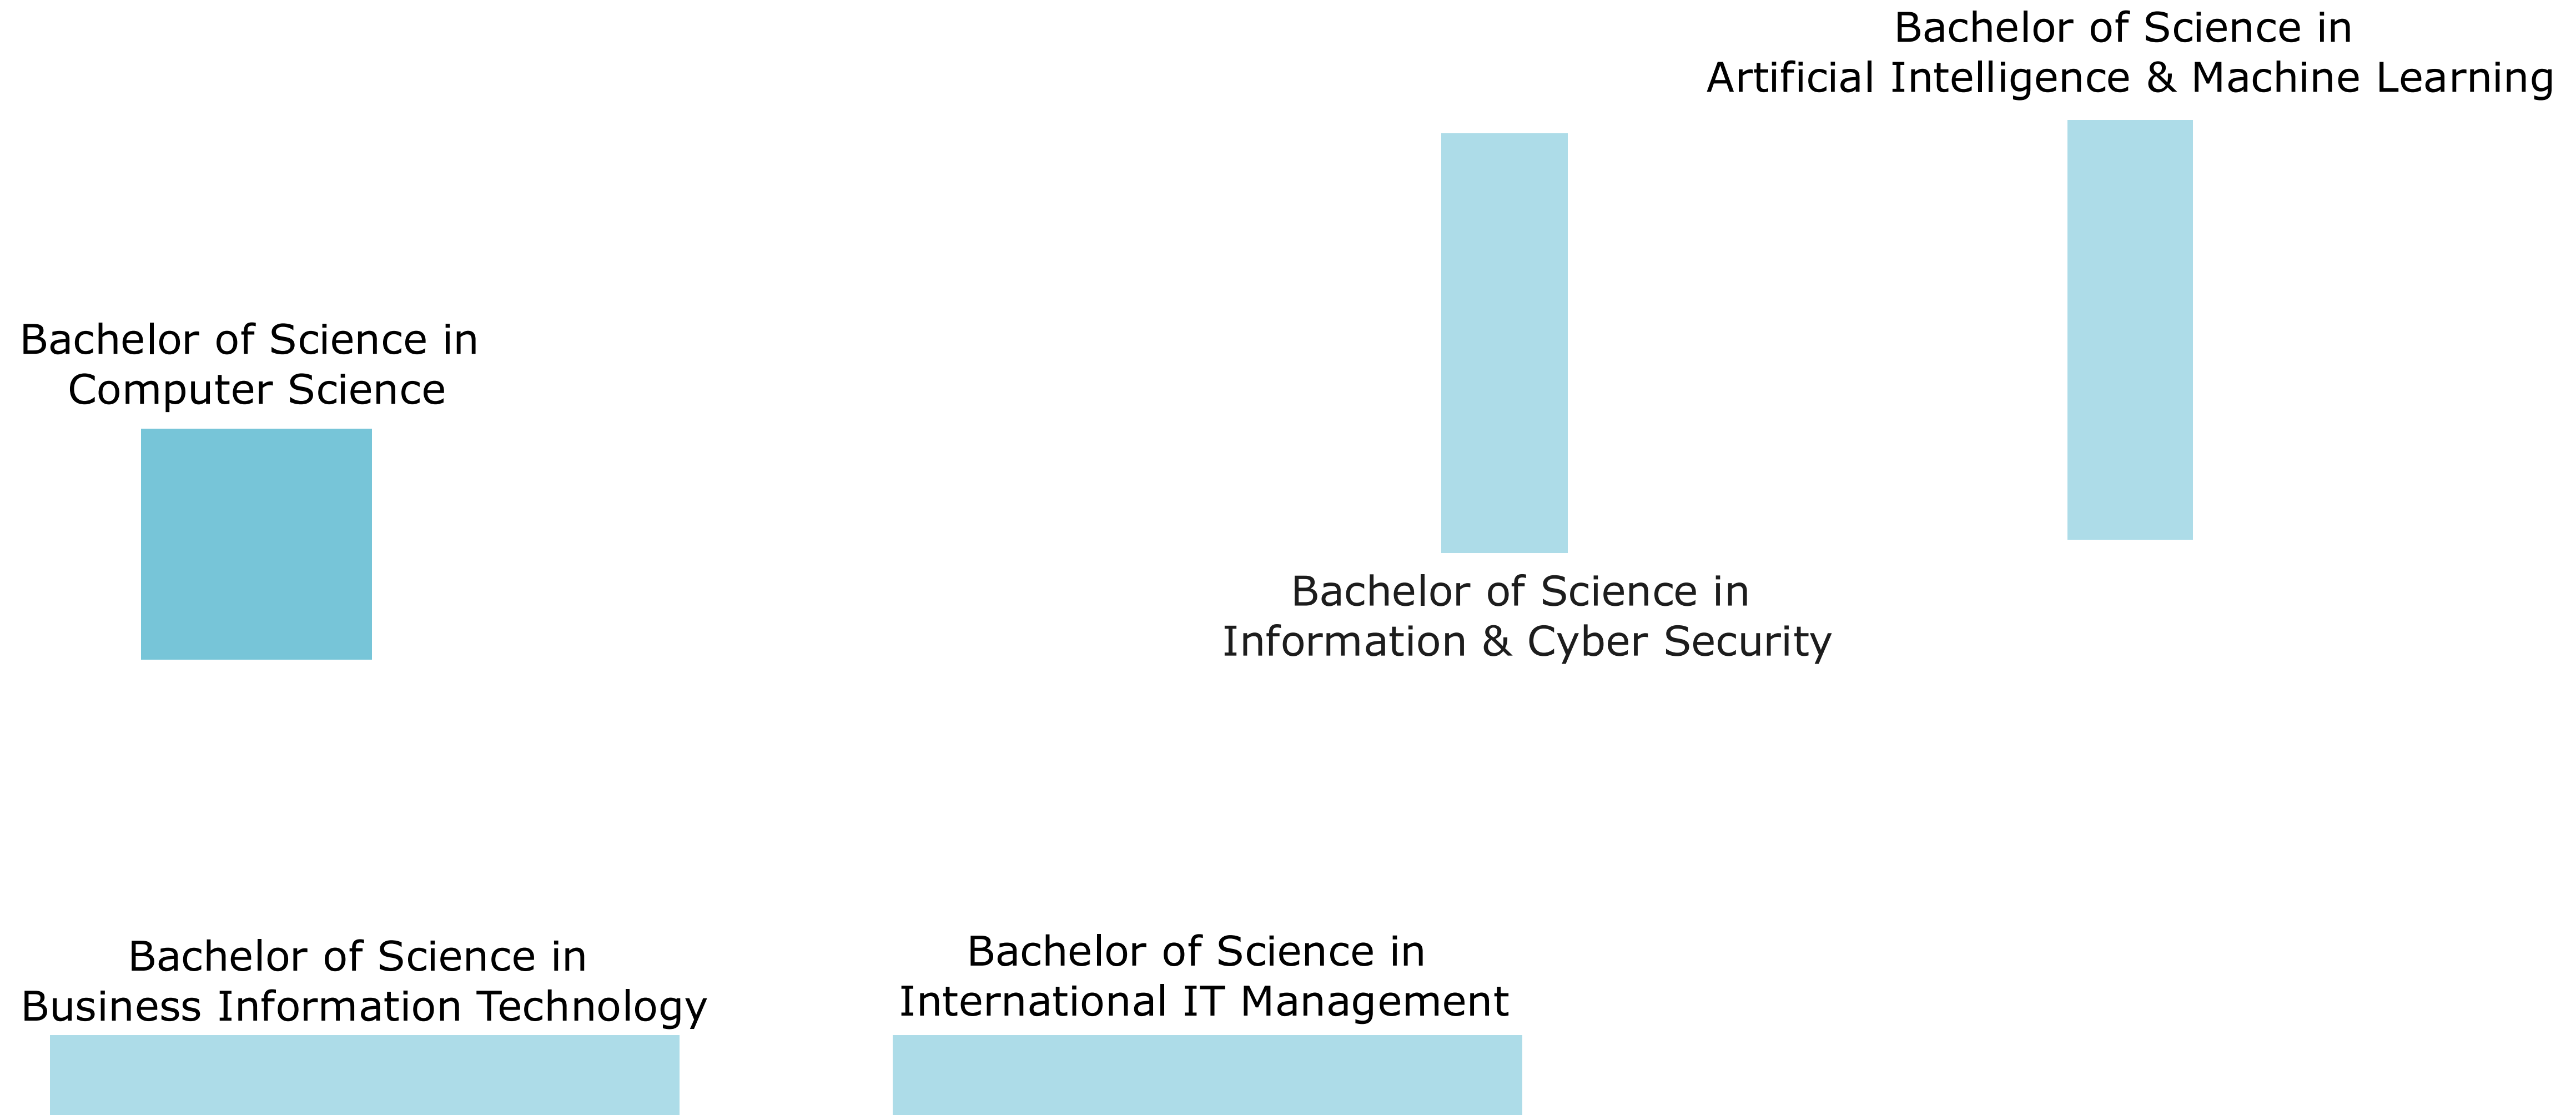 Bachelor of Science in
Artificial Intelligence & Machine Learning
Bachelor of Science in
Computer Science
Bachelor of Science in
Information & Cyber Security
Bachelor of Science in
Business Information Technology
Bachelor of Science in
International IT Management